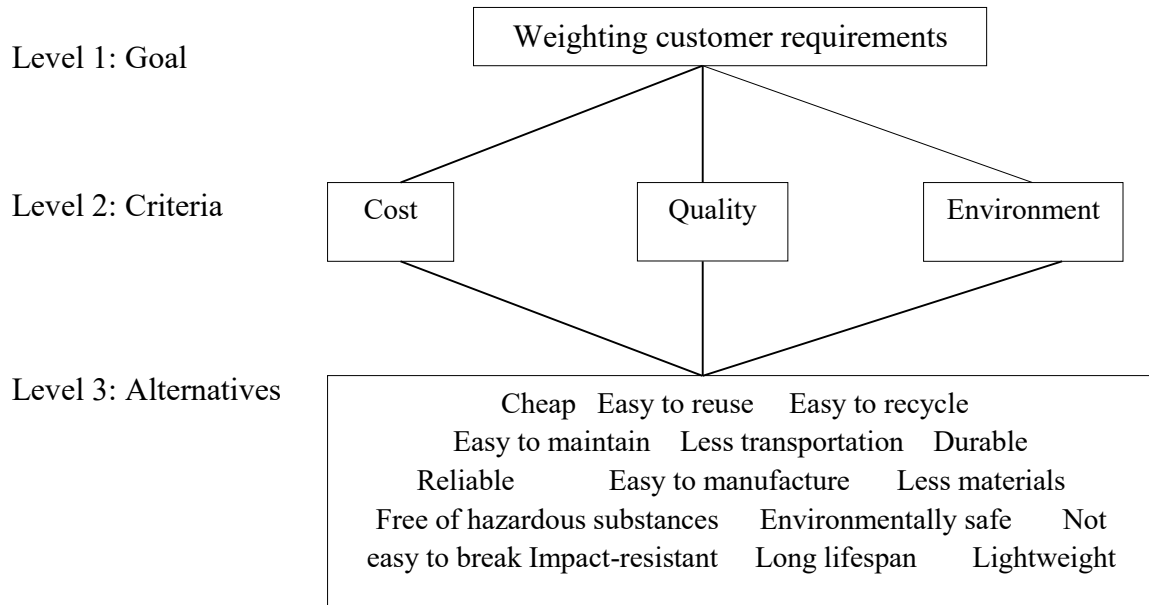 Weighting customer requirements
Level 1: Goal
Level 2: Criteria
Cost
Quality
Environment
Level 3: Alternatives
Cheap Easy to reuse Easy to recycle
Easy to maintain Less transportation Durable
Reliable Easy to manufacture Less materials
Free of hazardous substances Environmentally safe Not
easy to break Impact-resistant Long lifespan Lightweight